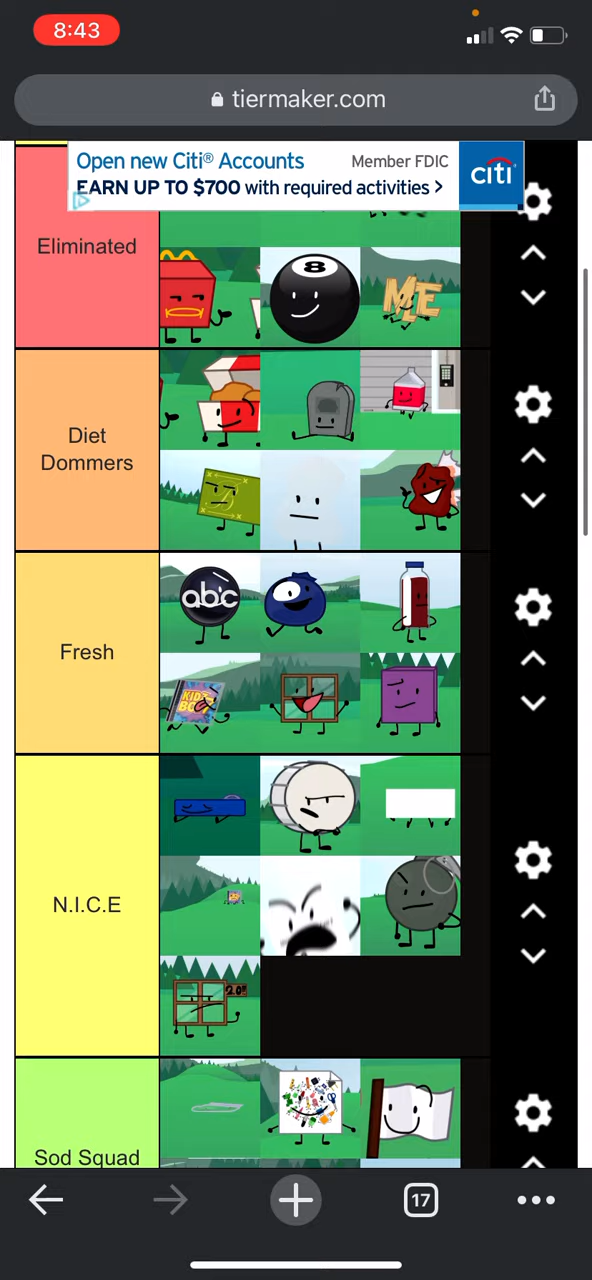 8:43
tiermaker.com
Open new Citi® Accounts
Member FDIC
EARN UP TO $700 with required activities >
citi
Eliminated
8
ME
Diet
Dommers
Fresh
abc
KIDZ
BOP
N.I.C.E
2.0
Sod Squad
17